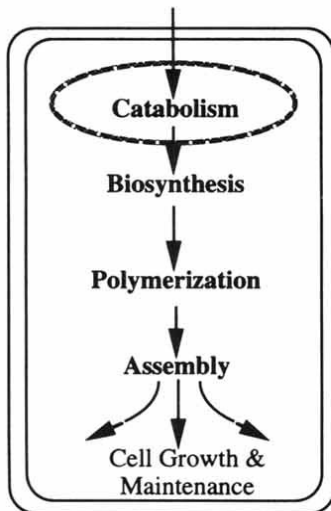 Catabolism
Biosynthesis
Polymerization
Assembly
Cell Growth &
Maintenance